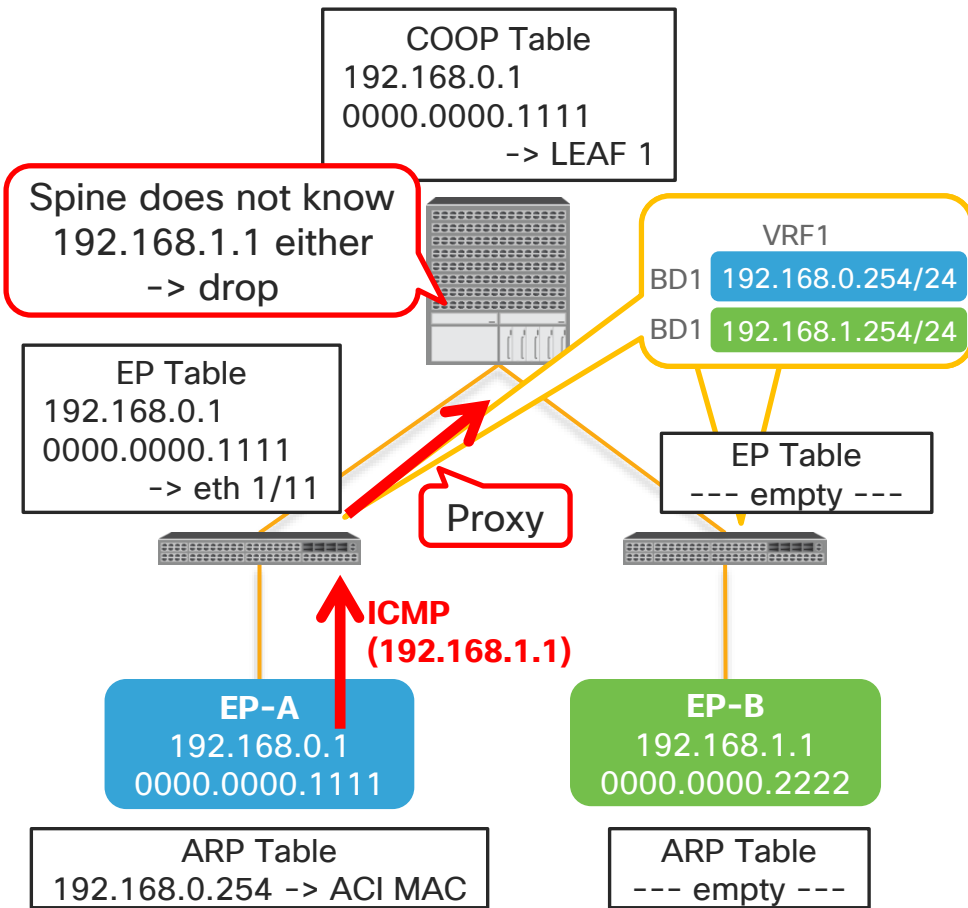 COOP Table
192.168.0.1
0000.0000.1111
-> LEAF 1
Spine does not know
192.168.1.1 either
-> drop
VRF1
BD1 192.168.0.254/24
BD1 192.168.1.254/24
EP Table
192.168.0.1
0000.0000.1111
-> eth 1/11
Proxy
EP Table
--- empty ---
ICMP
(192.168.1.1)
EP-A
192.168.0.1
0000.0000.1111
EP-B
192.168.1.1
0000.0000.2222
ARP Table
192.168.0.254 -> ACI MAC
ARP Table
--- empty ---